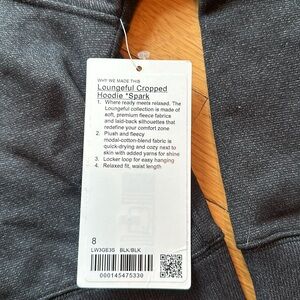 WHY WE MADE THIS
Loungeful Cropped
Hoodie *Spark
1. Where ready meets relaxed. The
Loungeful collection is made of
soft, premium fleece fabrics
and laid-back silhouettes that
redefine your comfort zone
2. Plush and fleecy
modal-cotton-blend fabric is
quick-drying and cozy next to
skin with added yarns for shine
3. Locker loop for easy hanging
4. Relaxed fit, waist length
8
LW3GE3S BLK/BLK
000145475330